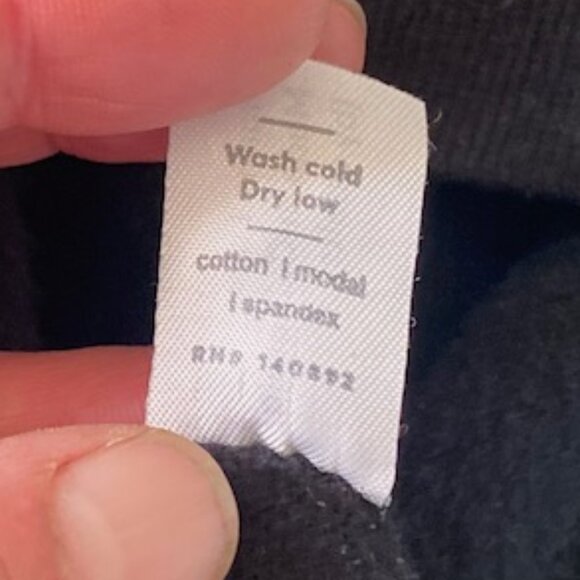 Wash cold
Dry low
cotton | modal
| spandex
RN# 140892